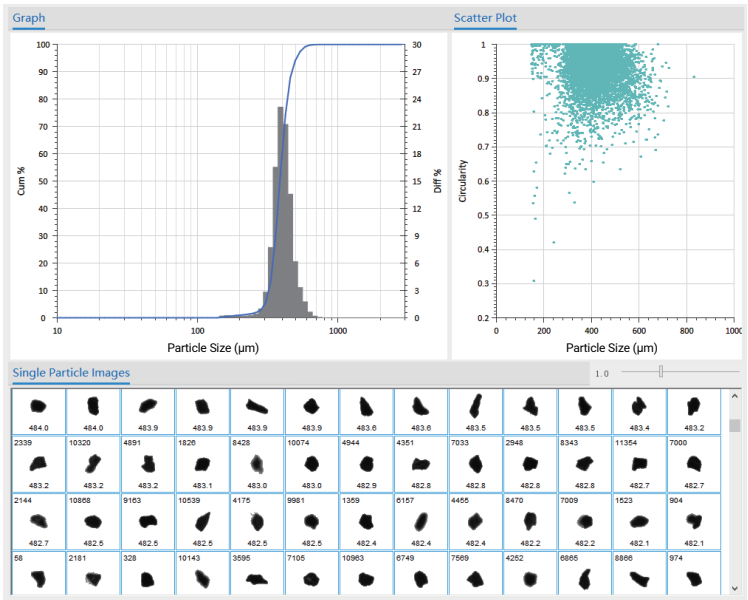 Graph
Scatter Plot
100
90
80
70
60
50
40
30
20
10
0
Cum %
30
27
24
21
18
15
12
9
6
3
0
Diff %
10 100 1000
Particle Size (μm)
1
0.9
0.8
0.7
0.6
0.5
0.4
0.3
0.2
Circularity
0 200 400 600 800 1000
Particle Size (μm)
Single Particle Images
1.0
484.0 484.0 483.9 483.9 483.9 483.9 483.6 483.6 483.5 483.5 483.5 483.4 483.2
2339 10320 4891 1826 8428 10074 4944 4351 7033 2948 8343 11354 7000
483.2 483.2 483.2 483.1 483.0 483.0 482.9 482.8 482.8 482.8 482.8 482.7 482.7
2144 10868 9163 10539 4175 9981 1359 6157 4455 8470 7009 1523 904
482.7 482.5 482.5 482.5 482.5 482.5 482.4 482.4 482.4 482.2 482.2 482.1 482.1
58 2181 328 10143 3595 7105 10963 6749 7569 4252 6865 8866 974